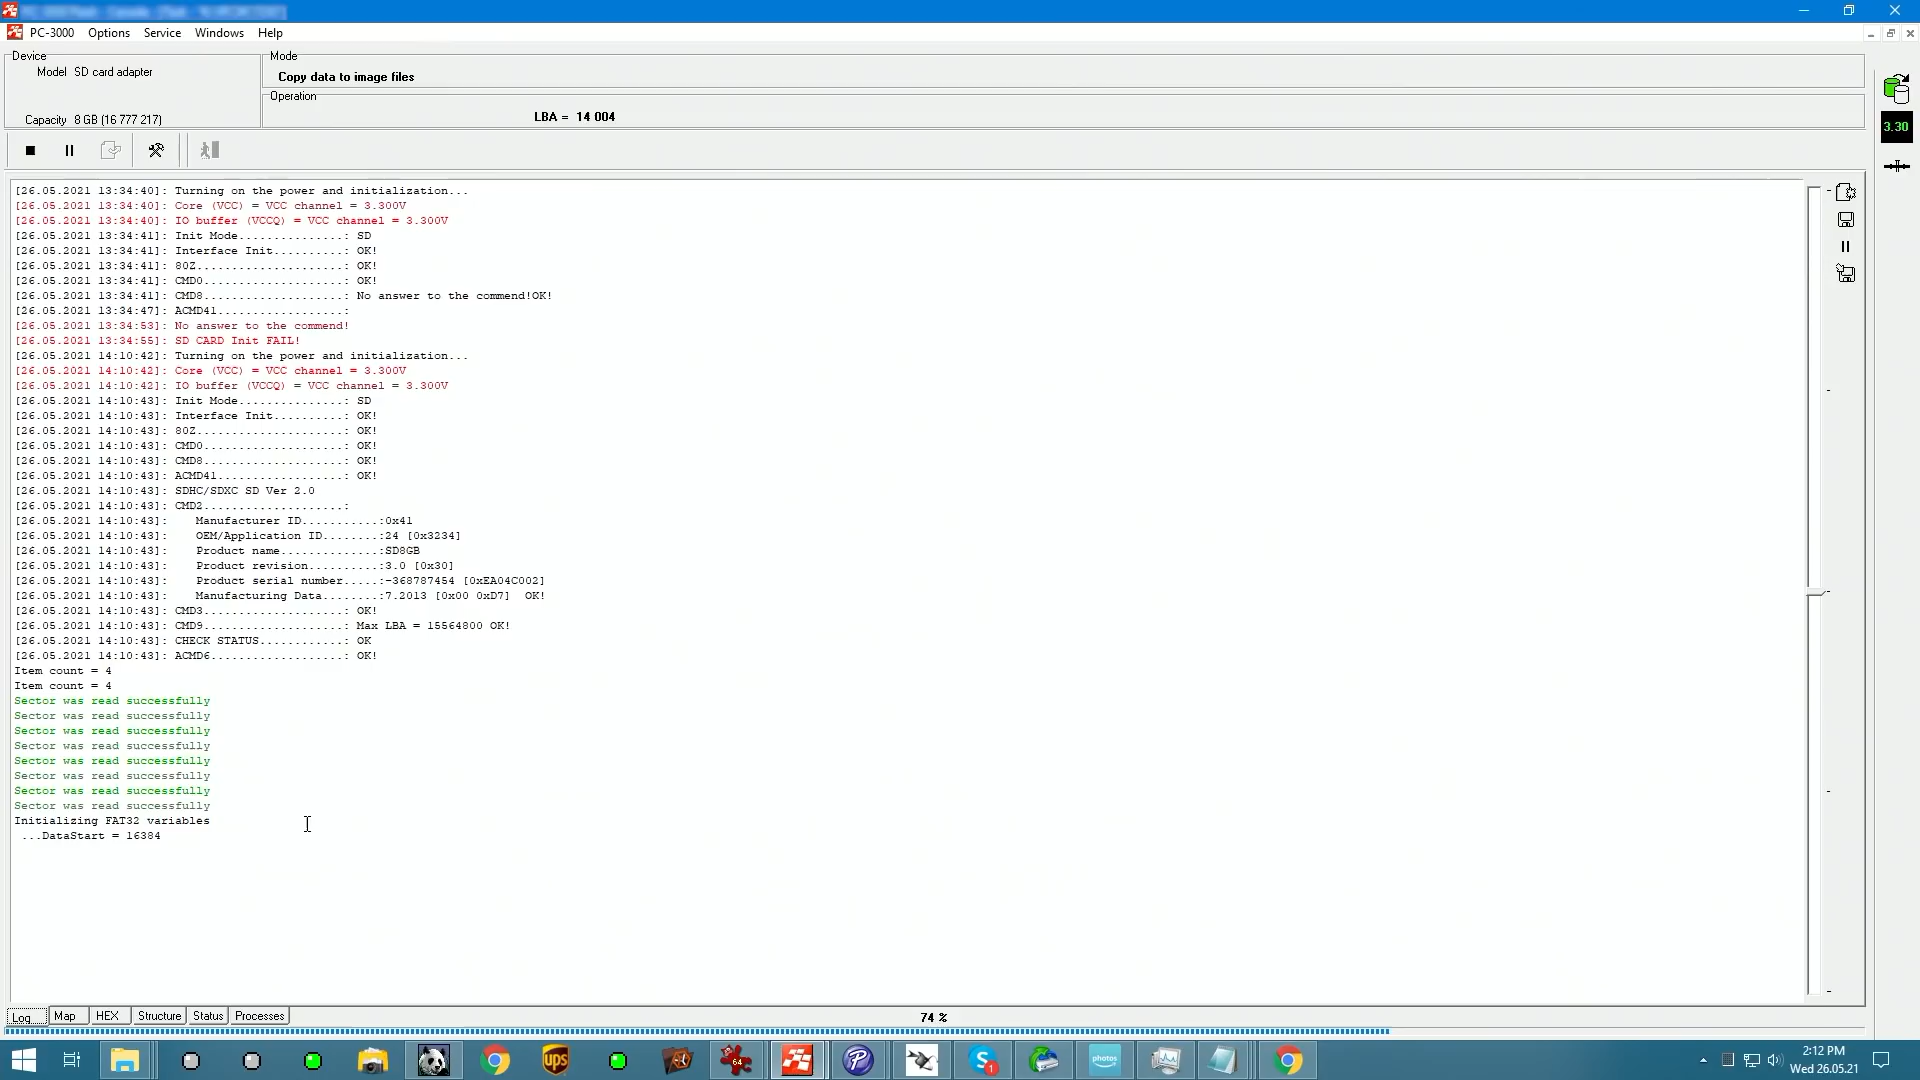 PC-3000 Options Service Windows Help
Device
Model SD card adapter
Capacity 8 GB (16 777 217)
Mode
Copy data to image files
Operation
LBA = 14 004
3.30
[26.05.2021 13:34:40]: Turning on the power and initialization...
[26.05.2021 13:34:40]: Core (VCC) = VCC channel = 3.300V
[26.05.2021 13:34:40]: IO buffer (VCCQ) = VCC channel = 3.300V
[26.05.2021 13:34:41]: Init Mode...............: SD
[26.05.2021 13:34:41]: Interface Init..........: OK!
[26.05.2021 13:34:41]: 80Z.....................: OK!
[26.05.2021 13:34:41]: CMD0....................: OK!
[26.05.2021 13:34:41]: CMD8....................: No answer to the commend!OK!
[26.05.2021 13:34:47]: ACMD41..................:
[26.05.2021 13:34:53]: No answer to the commend!
[26.05.2021 13:34:55]: SD CARD Init FAIL!
[26.05.2021 14:10:42]: Turning on the power and initialization...
[26.05.2021 14:10:42]: Core (VCC) = VCC channel = 3.300V
[26.05.2021 14:10:42]: IO buffer (VCCQ) = VCC channel = 3.300V
[26.05.2021 14:10:43]: Init Mode...............: SD
[26.05.2021 14:10:43]: Interface Init..........: OK!
[26.05.2021 14:10:43]: 80Z.....................: OK!
[26.05.2021 14:10:43]: CMD0....................: OK!
[26.05.2021 14:10:43]: CMD8....................: OK!
[26.05.2021 14:10:43]: ACMD41..................: OK!
[26.05.2021 14:10:43]: SDHC/SDXC SD Ver 2.0
[26.05.2021 14:10:43]: CMD2....................:
[26.05.2021 14:10:43]: Manufacturer ID...........:0x41
[26.05.2021 14:10:43]: OEM/Application ID........:24 [0x3234]
[26.05.2021 14:10:43]: Product name..............:SD8GB
[26.05.2021 14:10:43]: Product revision..........:3.0 [0x30]
[26.05.2021 14:10:43]: Product serial number.....:-368787454 [0xEA04C002]
[26.05.2021 14:10:43]: Manufacturing Data........:7.2013 [0x00 0xD7] OK!
[26.05.2021 14:10:43]: CMD3....................: OK!
[26.05.2021 14:10:43]: CMD9....................: Max LBA = 15564800 OK!
[26.05.2021 14:10:43]: CHECK STATUS............: OK
[26.05.2021 14:10:43]: ACMD6...................: OK!
Item count = 4
Item count = 4
Sector was read successfully
Sector was read successfully
Sector was read successfully
Sector was read successfully
Sector was read successfully
Sector was read successfully
Sector was read successfully
Sector was read successfully
Initializing FAT32 variables
...DataStart = 16384
Log Map HEX Structure Status Processes
74 %
ups
64
P
S 1
photos
2:12 PM
Wed 26.05.21